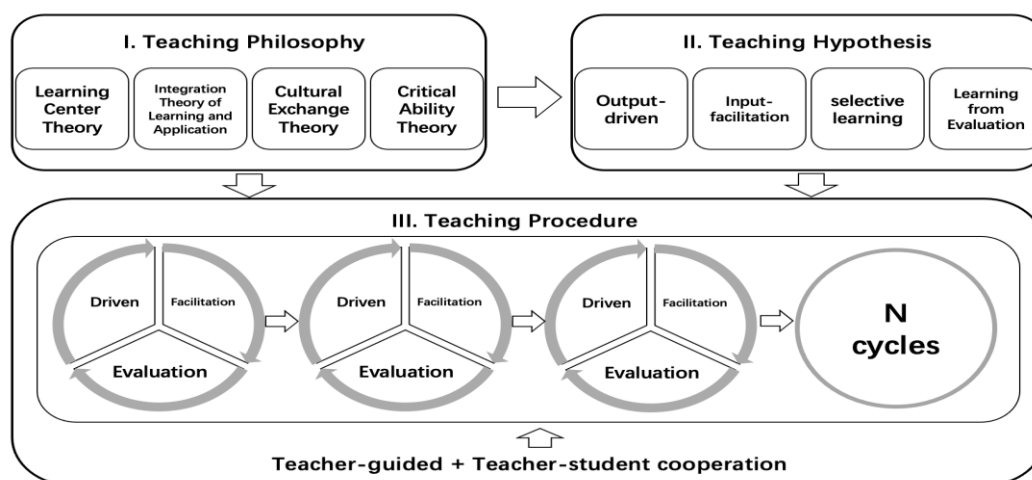 I. Teaching Philosophy
Learning
Center
Theory
Integration
Theory of
Learning and
Application
Cultural
Exchange
Theory
Critical
Ability
Theory
II. Teaching Hypothesis
Output-
driven
Input-
facilitation
selective
learning
Learning
from
Evaluation
III. Teaching Procedure
Driven
Facilitation
Evaluation
Driven
Facilitation
Evaluation
Driven
Facilitation
Evaluation
N
cycles
Teacher-guided + Teacher-student cooperation